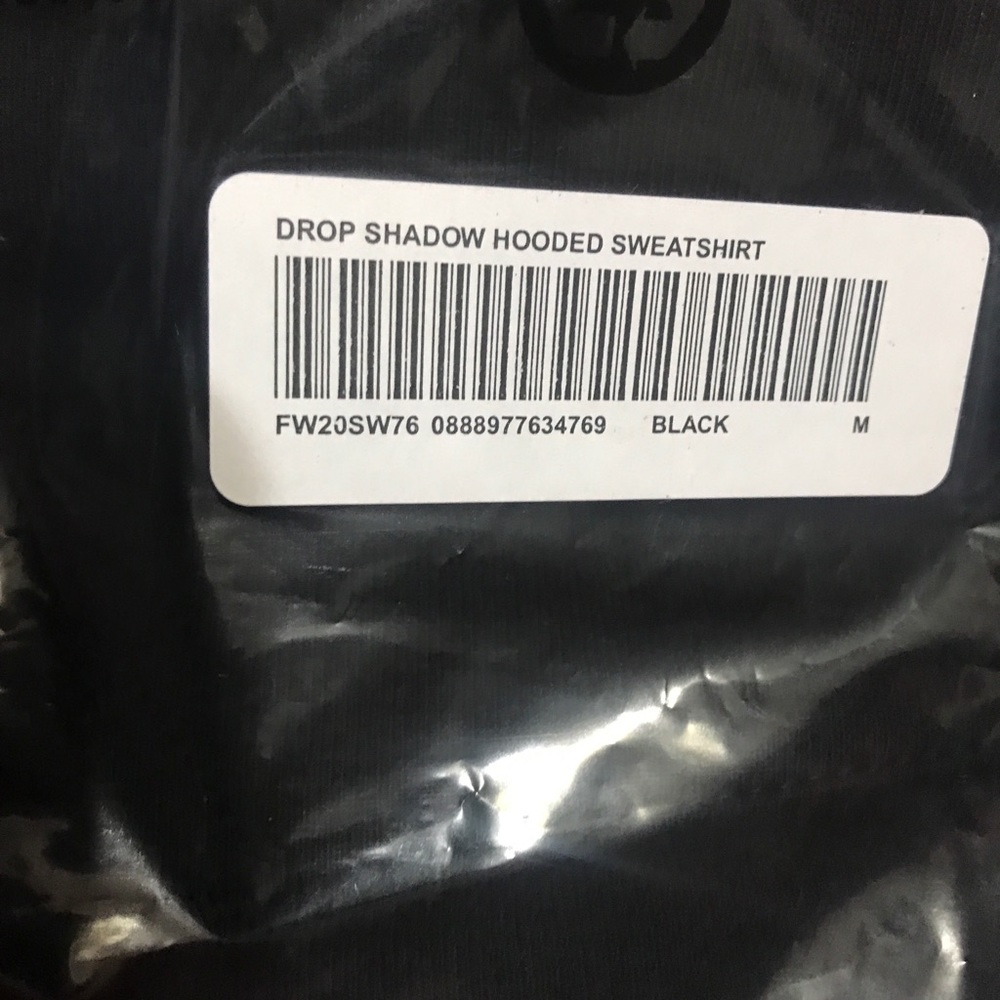 DROP SHADOW HOODED SWEATSHIRT
FW20SW76 0888977634769 BLACK M